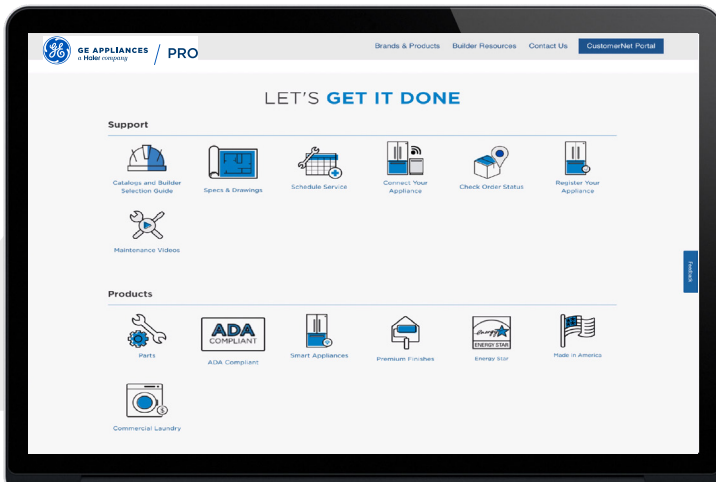 GE APPLIANCES
a Haier company
PRO
Brands & Products Builder Resources Contact Us CustomerNet Portal
LET'S GET IT DONE
Support
Catalogs and Builder
Selection Guide
Specs & Drawings
Schedule Service
Connect Your
Appliance
Check Order Status
Register Your
Appliance
Maintenance Videos
Feedback
Products
Parts
ADA
COMPLIANT
ADA Compliant
Smart Appliances
Premium Finishes
energy
ENERGY STAR
Energy Star
Made in America
Commercial Laundry